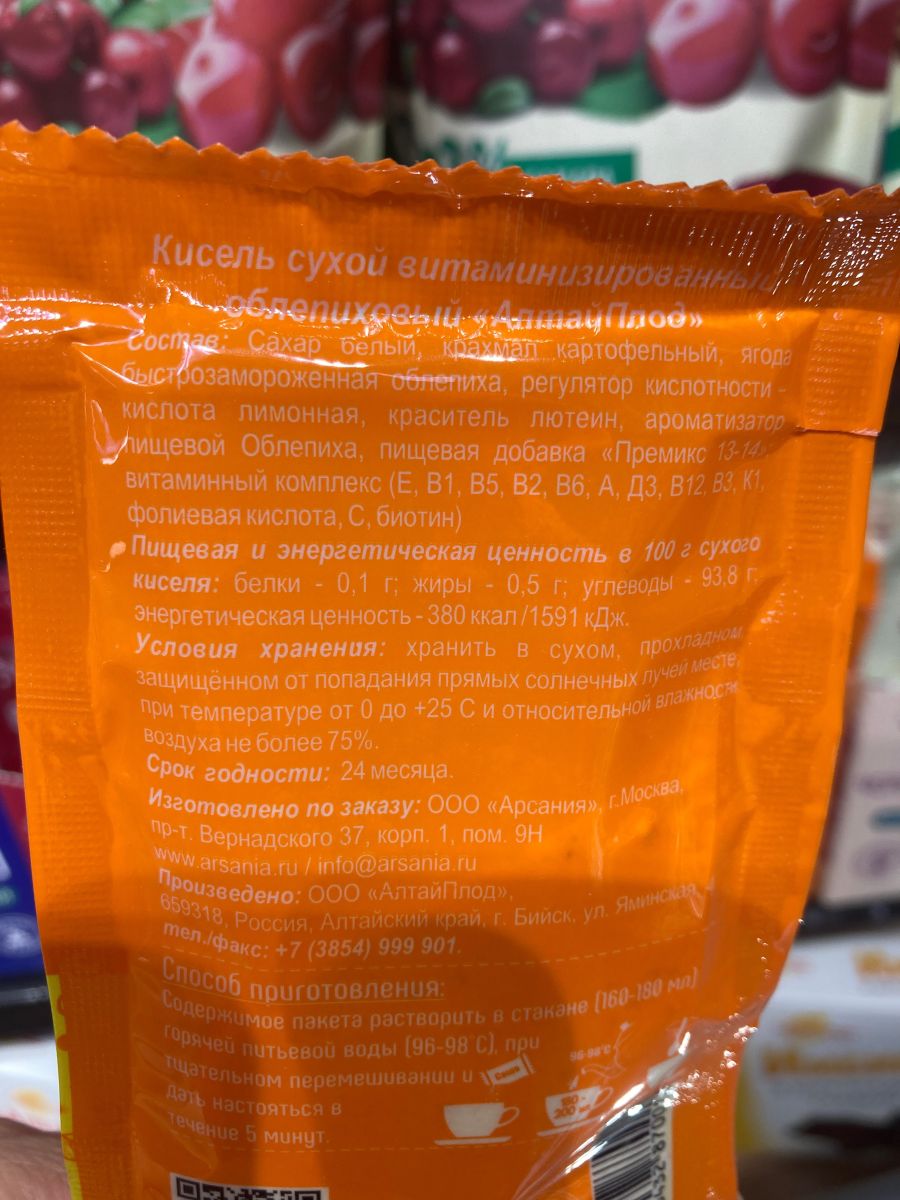 Кисель сухой витаминизированный
облепиховый «АлтайПлод»
Состав: Сахар белый, крахмал картофельный, ягода
быстрозамороженная облепиха, регулятор кислотности -
кислота лимонная, краситель лютеин, ароматизатор
пищевой Облепиха, пищевая добавка «Премикс 13-14»,
витаминный комплекс (Е, В1, В5, В2, В6, А, Д3, В12, В3, К1,
фолиевая кислота, С, биотин)
Пищевая и энергетическая ценность в 100 г сухого
киселя: белки - 0,1 г; жиры - 0,5 г; углеводы - 93,8 г;
энергетическая ценность - 380 ккал /1591 кДж.
Условия хранения: хранить в сухом, прохладном,
защищённом от попадания прямых солнечных лучей месте,
при температуре от 0 до +25 С и относительной влажности
воздуха не более 75%.
Срок годности: 24 месяца.
Изготовлено по заказу: ООО «Арсания», г.Москва,
пр-т. Вернадского 37, корп. 1, пом. 9Н
www.arsania.ru / info@arsania.ru
Произведено: ООО «АлтайПлод»,
659318, Россия, Алтайский край, г. Бийск, ул. Яминская,
тел./факс: +7 (3854) 999 901.
Способ приготовления:
Содержимое пакета растворить в стакане (160-180 мл)
горячей питьевой воды (96-98°С), при
тщательном перемешивании и
дать настояться в
течение 5 минут.
96-98°С